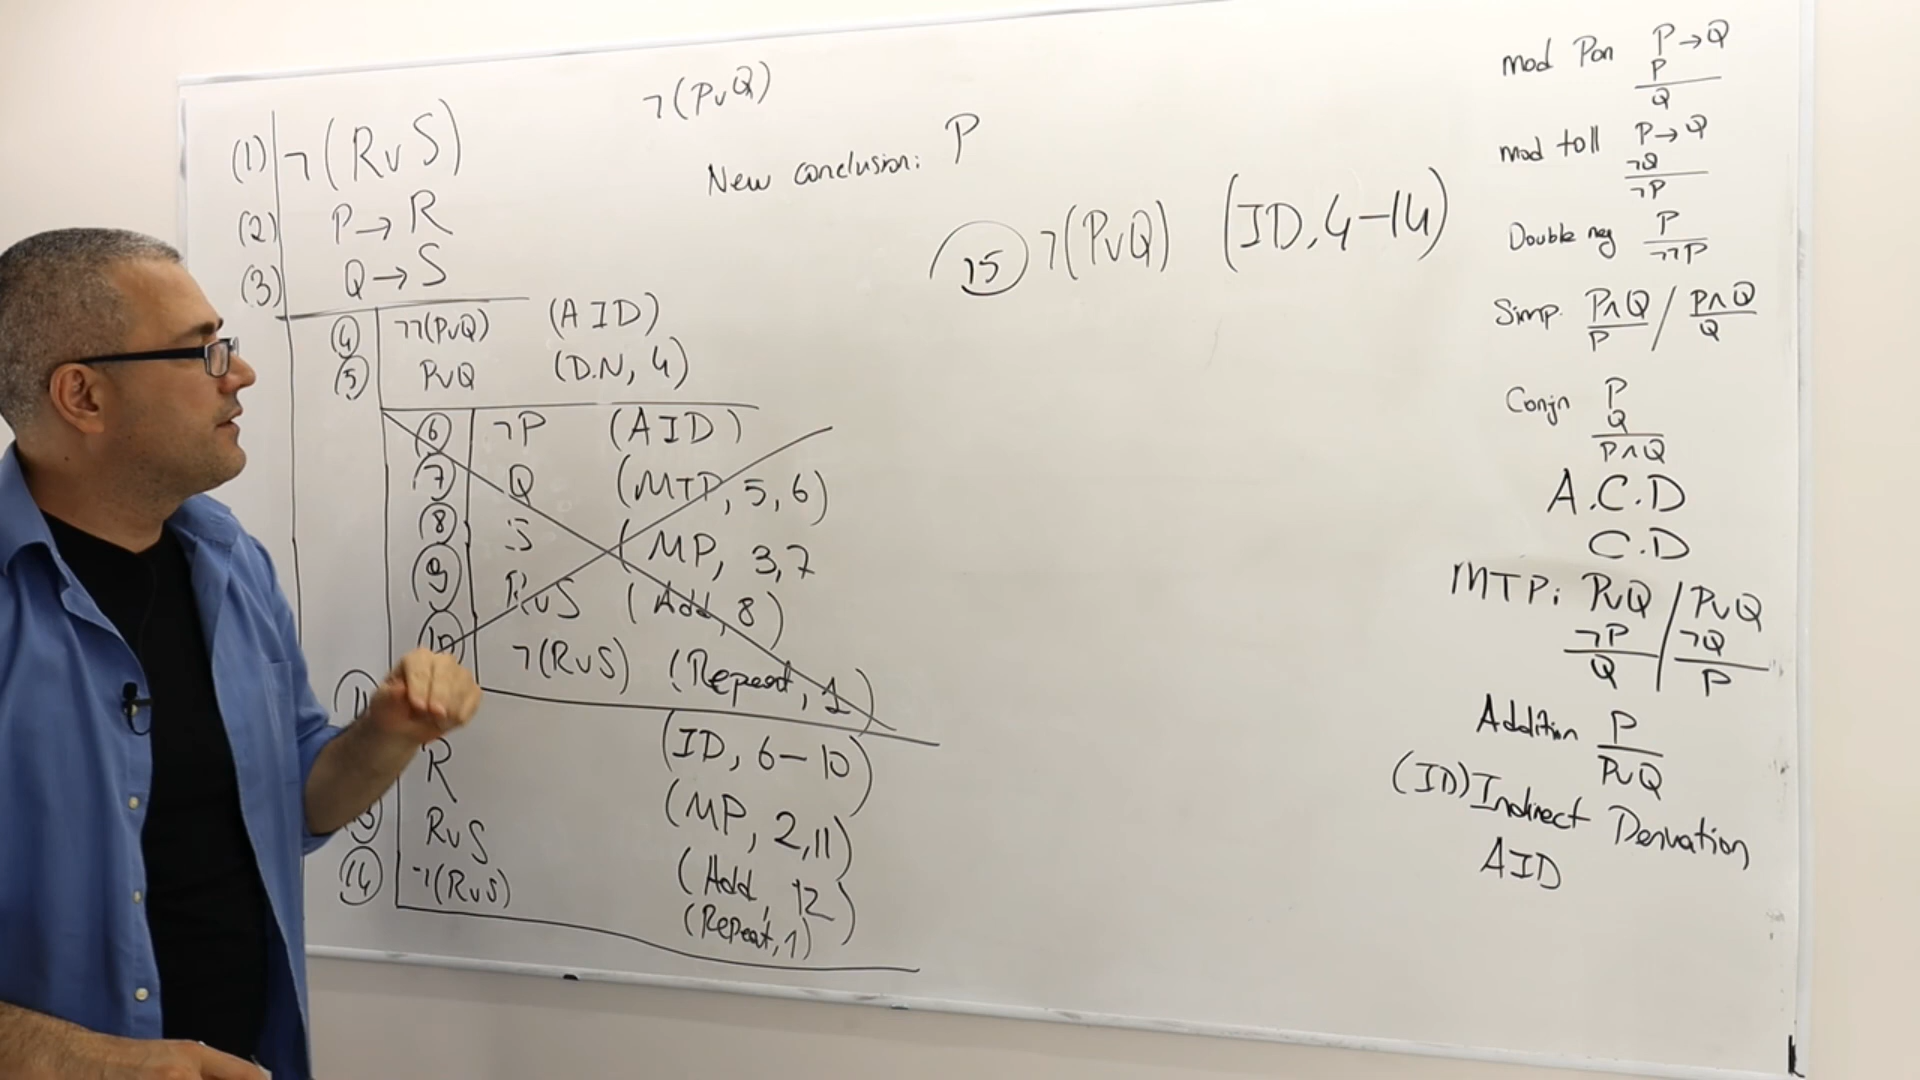 ¬(P∨Q)
New conclusion: P
(1) ¬(R∨S)
(2) P→R
(3) Q→S
(4) ¬¬(P∨Q) (AID)
(5) P∨Q (D.N, 4)
(6) ¬P (AID)
(7) Q (MTP, 5, 6)
(8) S (MP, 3,7
(9) R∨S (Add, 8)
(10) ¬(R∨S) (Repeat, 1)
(ID, 6-10)
R (MP, 2,11)
R∨S (Add, 12)
(14) ¬(R∨S) (Repeat, 1)
(15) ¬(P∨Q) (ID, 4-14)
mod Pon P→Q
P
Q
mod toll P→Q
¬Q
¬P
Double neg P
¬¬P
Simp. P∧Q / P∧Q
P Q
Conjn P
Q
P∧Q
A.C.D
C.D
MTP: P∨Q / P∨Q
¬P ¬Q
Q P
Addition P
P∨Q
(ID) Indirect Derivation
AID